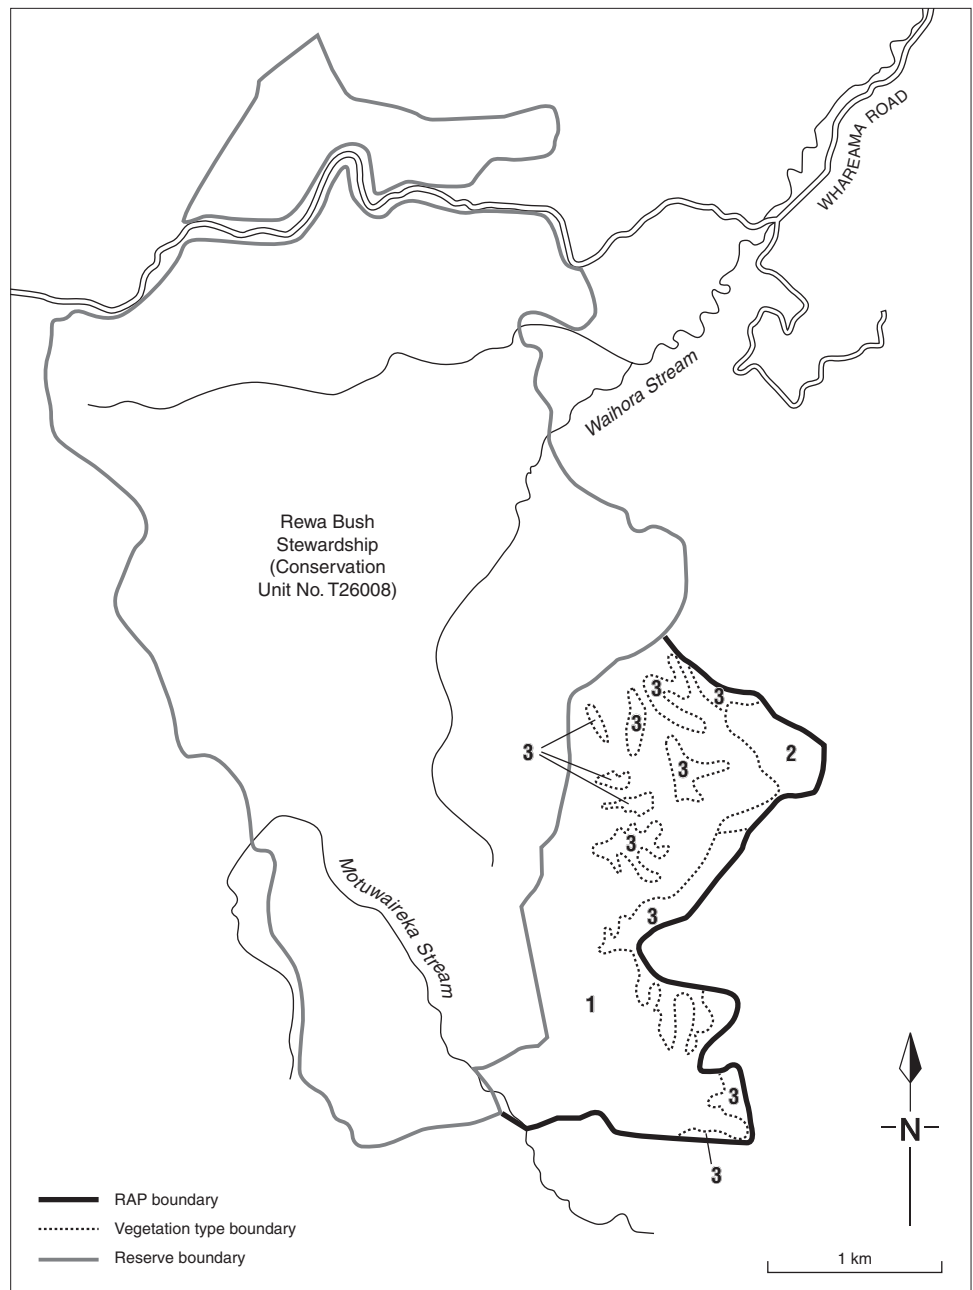 WHAREAMA ROAD
Waihora Stream
Rewa Bush
Stewardship
(Conservation
Unit No. T26008)
3
3
3
3
2
3
3
Motuwaireka Stream
3
1
3
3
N
RAP boundary
Vegetation type boundary
Reserve boundary
1 km